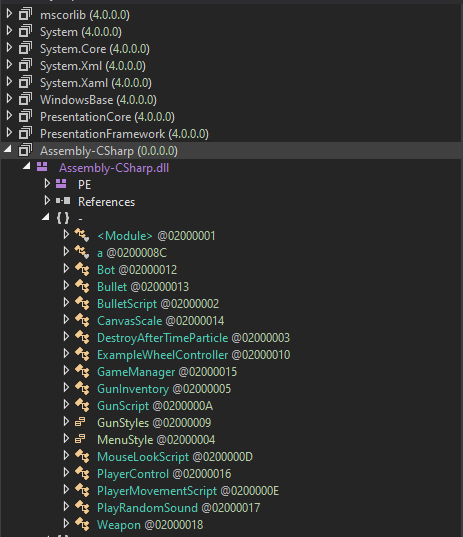 mscorlib (4.0.0.0)
System (4.0.0.0)
System.Core (4.0.0.0)
System.Xml (4.0.0.0)
System.Xaml (4.0.0.0)
WindowsBase (4.0.0.0)
PresentationCore (4.0.0.0)
PresentationFramework (4.0.0.0)
Assembly-CSharp (0.0.0.0)
Assembly-CSharp.dll
PE
References
{ } -
<Module> @02000001
a @0200008C
Bot @02000012
Bullet @02000013
BulletScript @02000002
CanvasScale @02000014
DestroyAfterTimeParticle @02000003
ExampleWheelController @02000010
GameManager @02000015
GunInventory @02000005
GunScript @0200000A
GunStyles @02000009
MenuStyle @02000004
MouseLookScript @0200000D
PlayerControl @02000016
PlayerMovementScript @0200000E
PlayRandomSound @02000017
Weapon @02000018